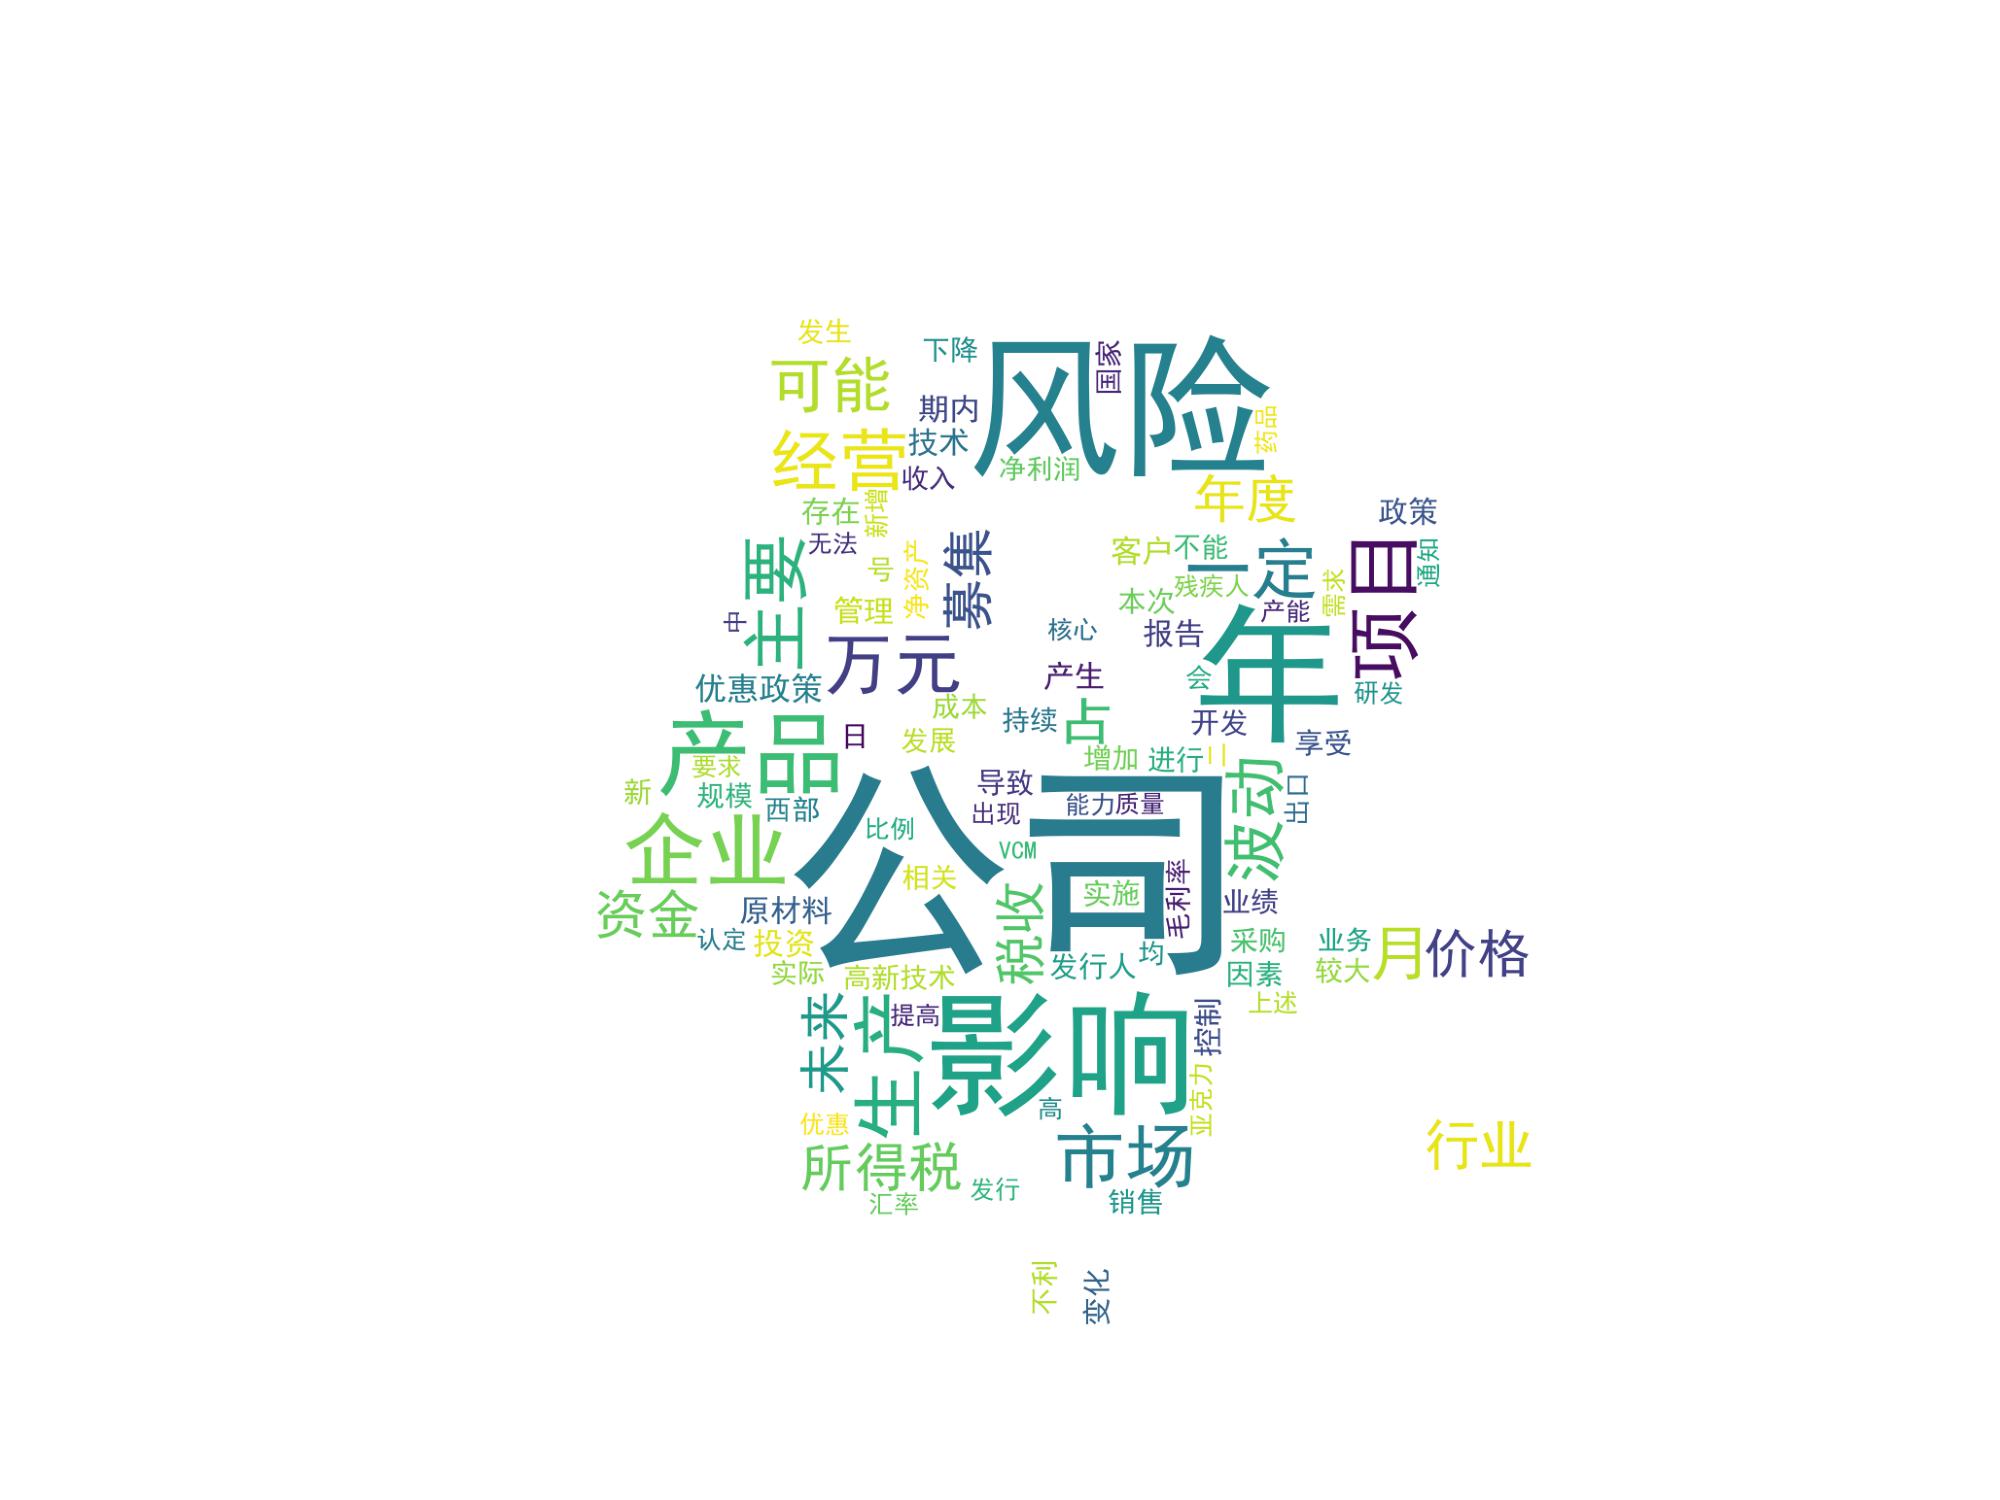 发生
下降
国家
风险
可能
期内
药品
经营
技术
净利润
收入
年度
存在
新增
政策
无法
募集
客户
不能
一定
项目
通知
主要
号
净资产
残疾人
需求
管理
本次
产能
申
核心
报告
万元
年
产生
会
优惠政策
研发
成本
持续
占
开发
产品
日
发展
享受
增加
进行
二
要求
波动
新
规模
西部
导致
出口
出现
能力
质量
企业
比例
公司
VCM
相关
实施
毛利率
资金
原材料
税收
业绩
认定
投资
均
采购
业务
月
价格
实际
高新技术
发行人
因素
较大
未来
生产
提高
影响
控制
上述
亚克力
高
优惠
市场
行业
所得税
发行
汇率
销售
不利
变化